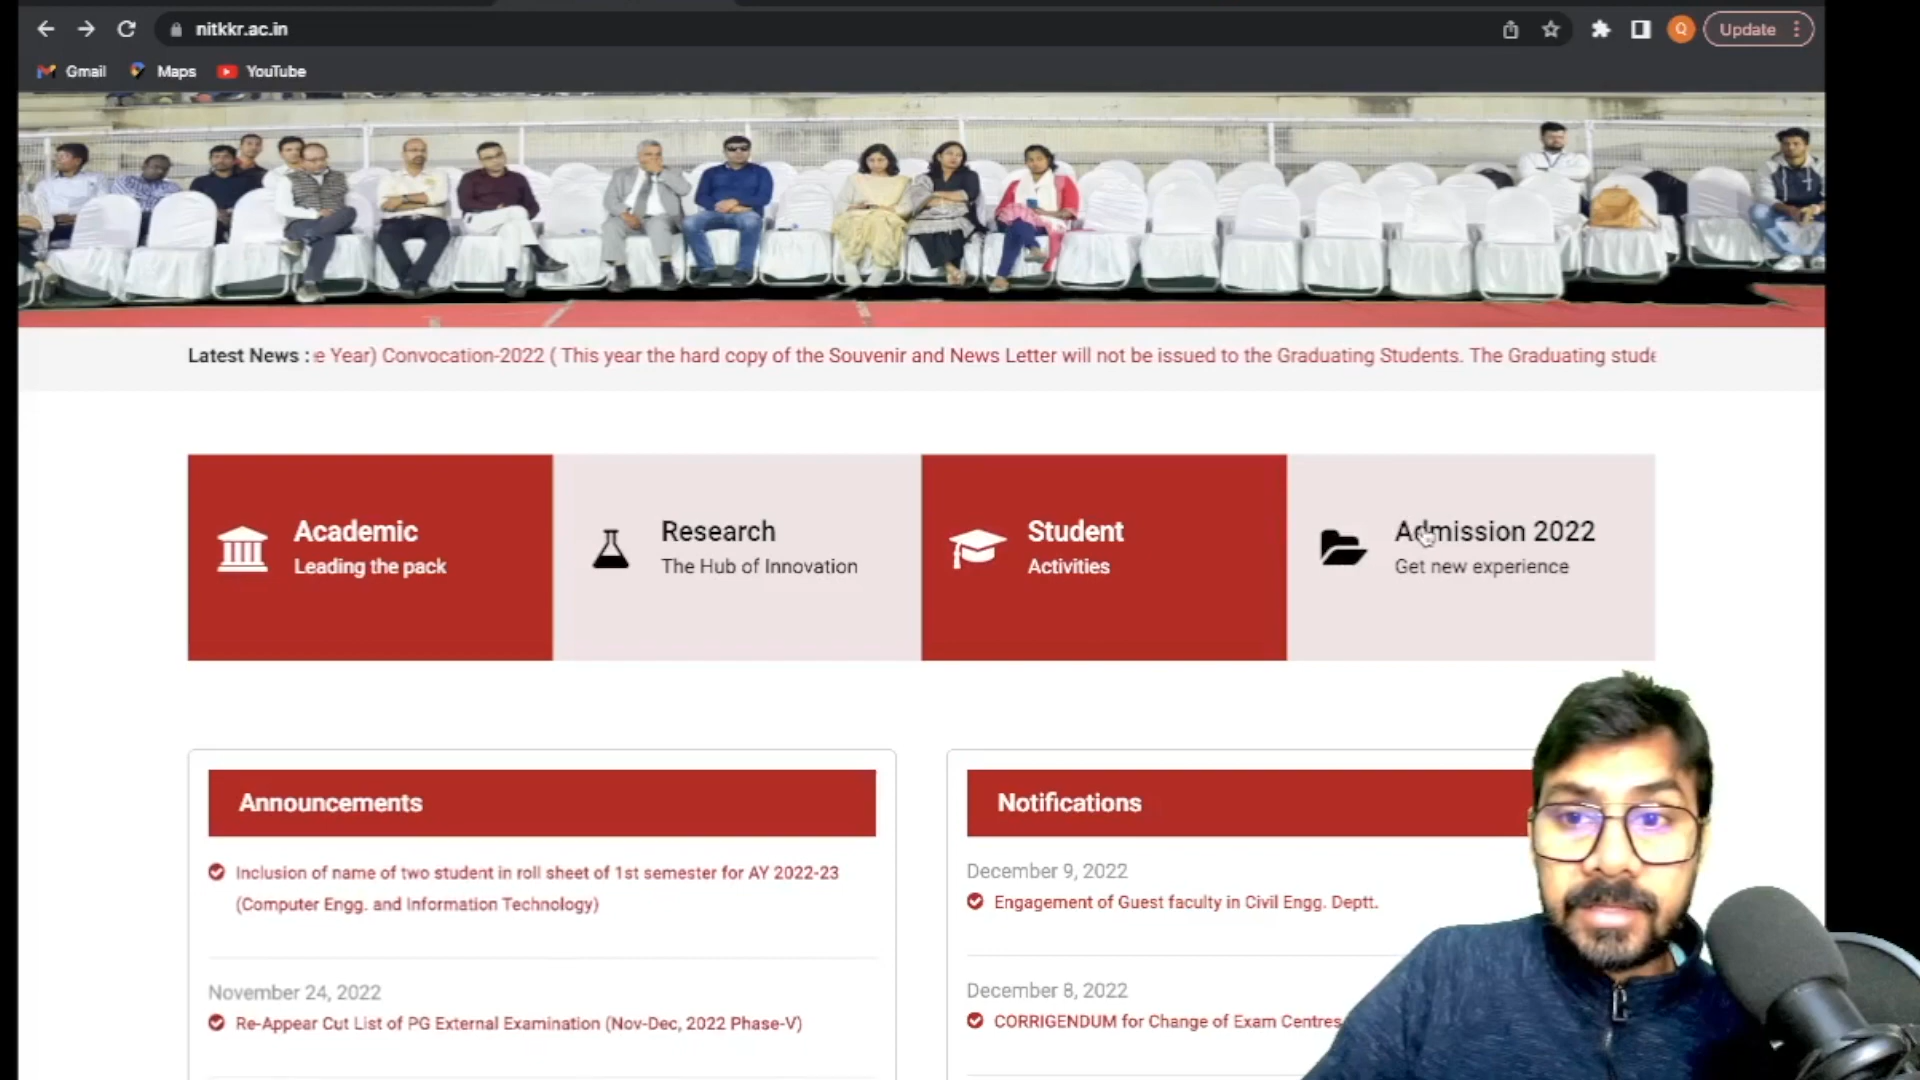 nitkkr.ac.in
Update
Gmail
Maps
YouTube
Latest News : e Year) Convocation-2022 ( This year the hard copy of the Souvenir and News Letter will not be issued to the Graduating Students. The Graduating stude
Academic
Leading the pack
Research
The Hub of Innovation
Student
Activities
Admission 2022
Get new experience
Announcements
Inclusion of name of two student in roll sheet of 1st semester for AY 2022-23
(Computer Engg. and Information Technology)
November 24, 2022
Re-Appear Cut List of PG External Examination (Nov-Dec, 2022 Phase-V)
Notifications
December 9, 2022
Engagement of Guest faculty in Civil Engg. Deptt.
December 8, 2022
CORRIGENDUM for Change of Exam Centres
Q